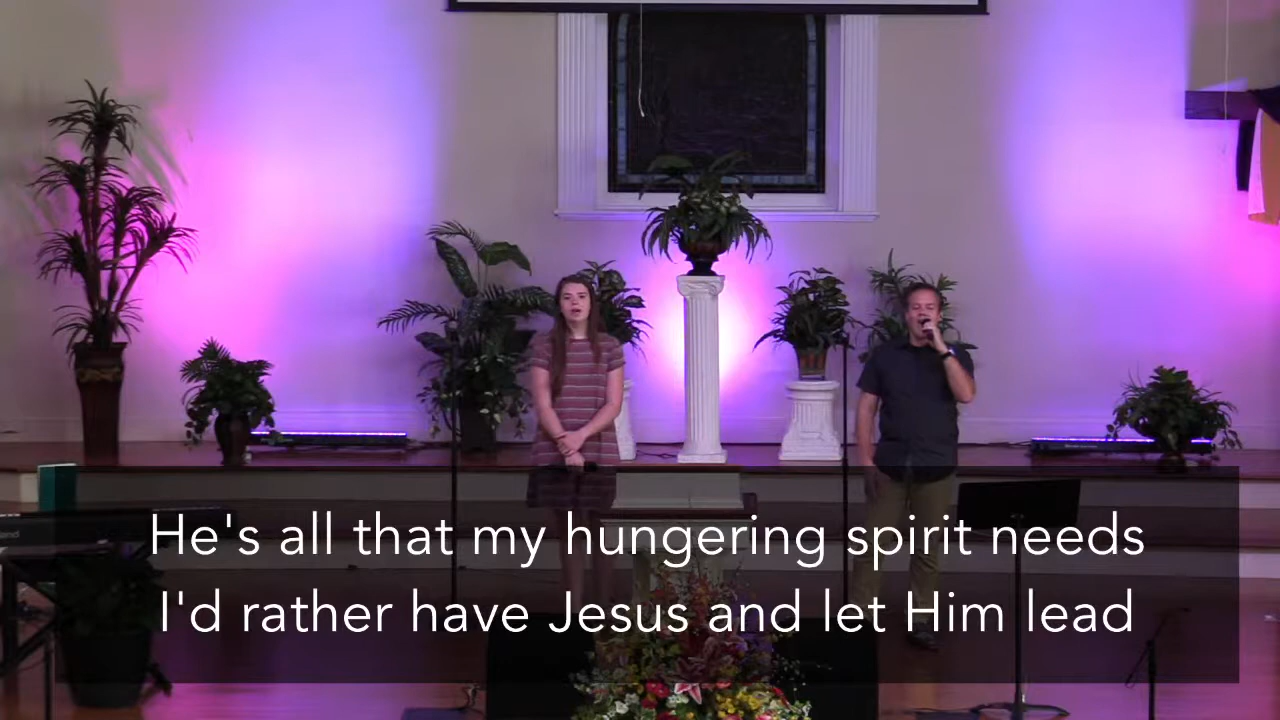 He's all that my hungering spirit needs
I'd rather have Jesus and let Him lead